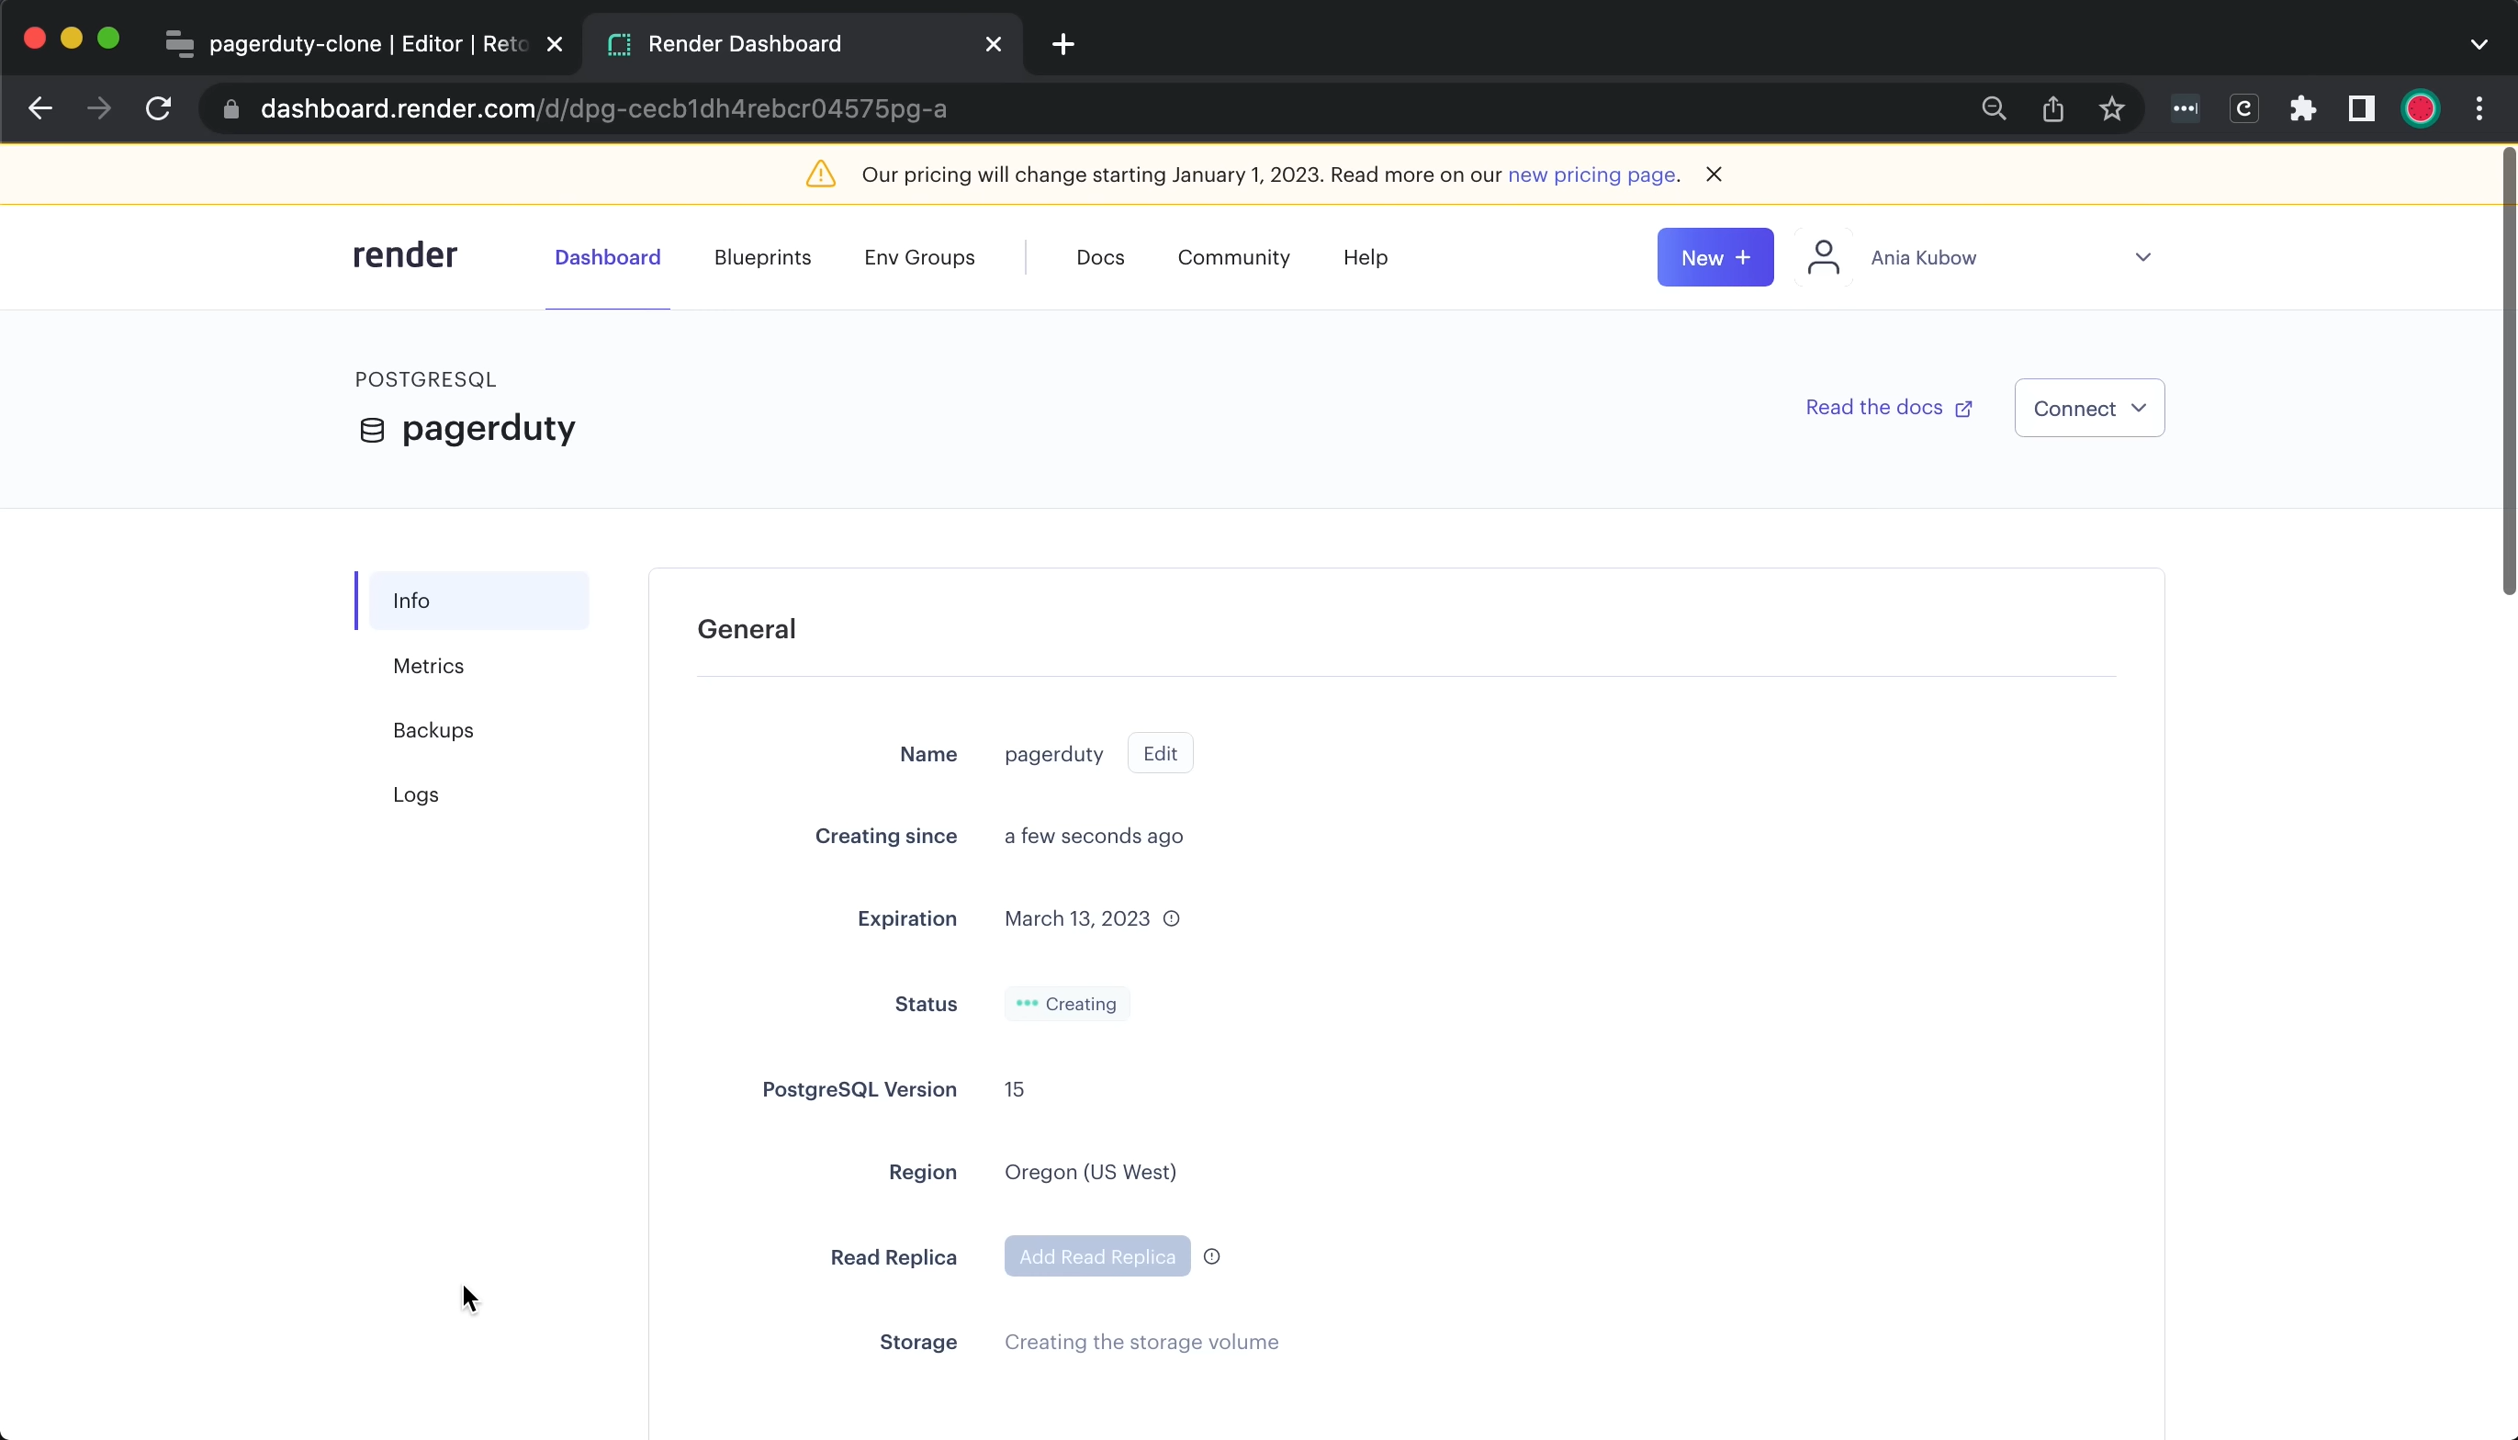 pagerduty-clone | Editor | Reto
Render Dashboard
dashboard.render.com/d/dpg-cecb1dh4rebcr04575pg-a
Our pricing will change starting January 1, 2023. Read more on our new pricing page.
render
Dashboard
Blueprints
Env Groups
Docs
Community
Help
New +
Ania Kubow
POSTGRESQL
pagerduty
Read the docs
Connect
Info
Metrics
Backups
Logs
General
Name pagerduty Edit
Creating since a few seconds ago
Expiration March 13, 2023
Status Creating
PostgreSQL Version 15
Region Oregon (US West)
Read Replica Add Read Replica
Storage Creating the storage volume